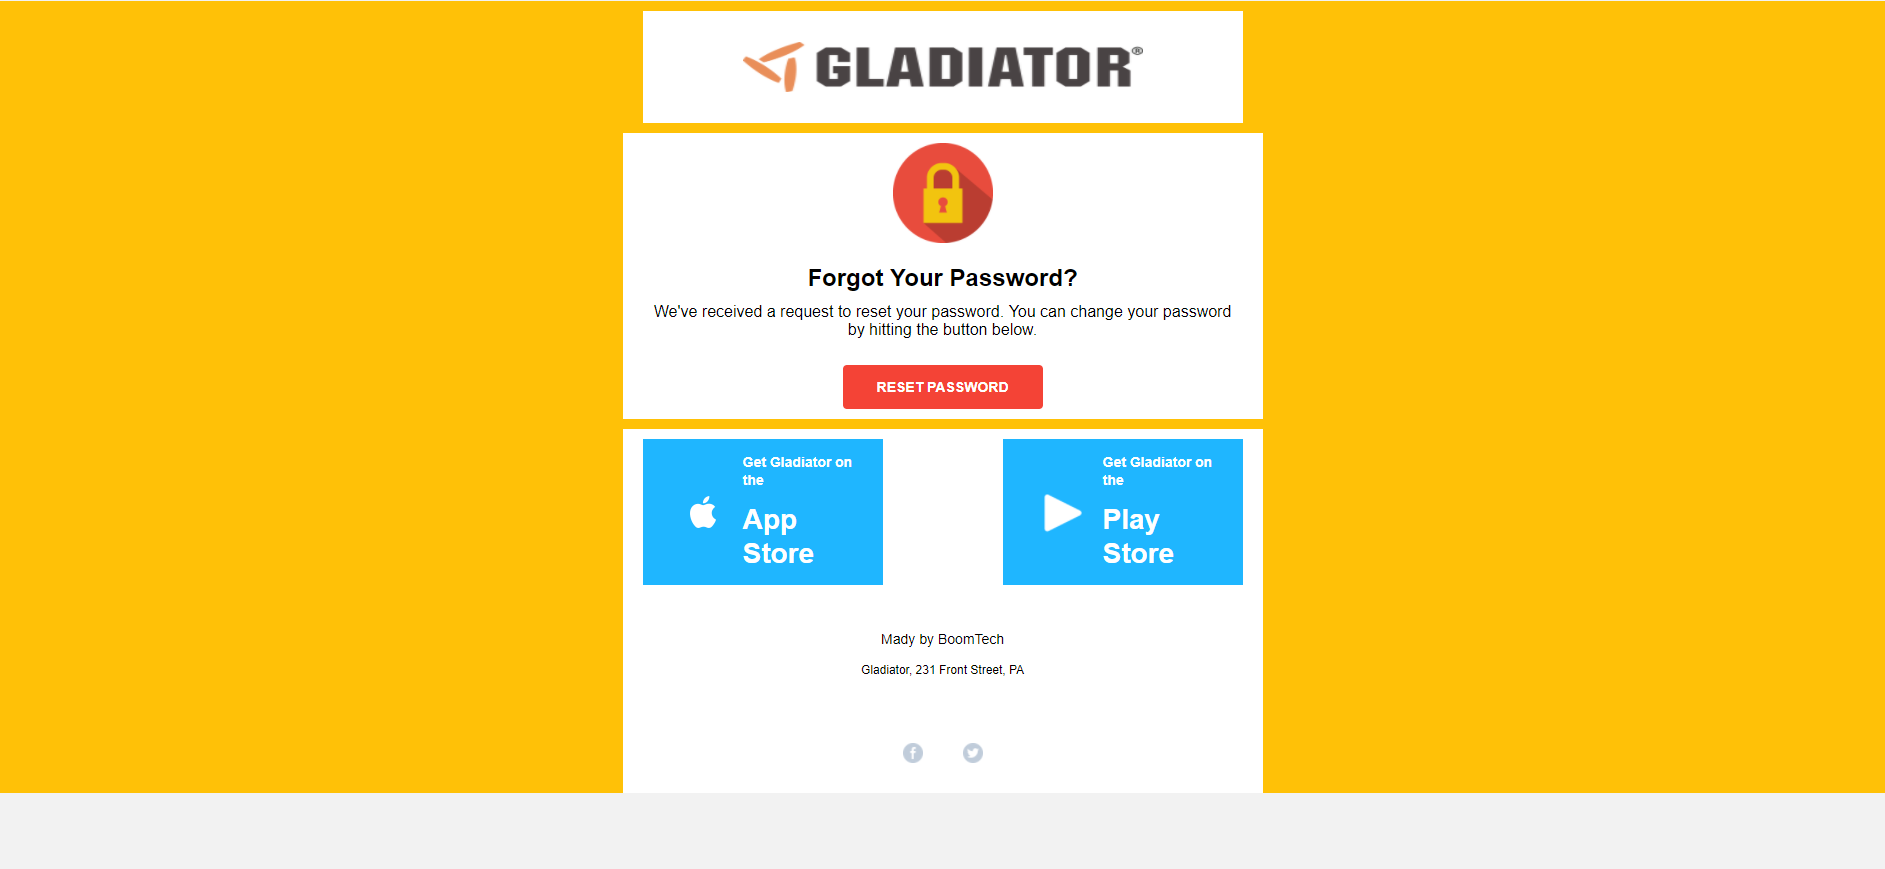 GLADIATOR®
Forgot Your Password?
We've received a request to reset your password. You can change your password
by hitting the button below.
RESET PASSWORD
Get Gladiator on
the
App
Store
Get Gladiator on
the
Play
Store
Mady by BoomTech
Gladiator, 231 Front Street, PA